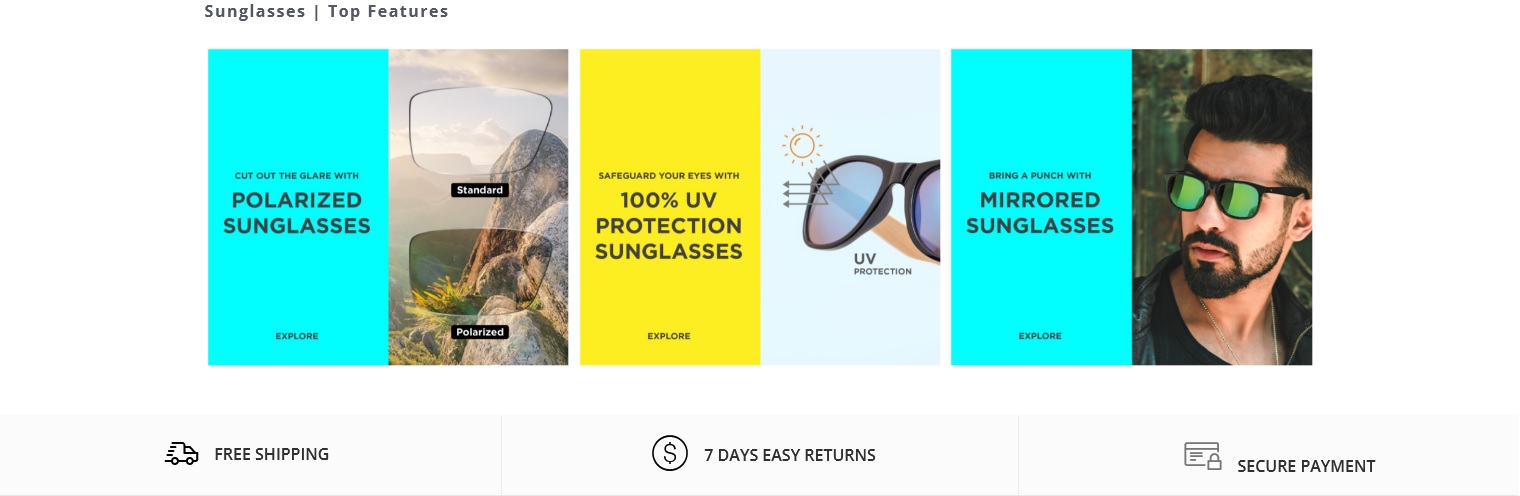 Sunglasses | Top Features
CUT OUT THE GLARE WITH
POLARIZED
SUNGLASSES
EXPLORE
Standard
Polarized
SAFEGUARD YOUR EYES WITH
100% UV
PROTECTION
SUNGLASSES
EXPLORE
UV
PROTECTION
BRING A PUNCH WITH
MIRRORED
SUNGLASSES
EXPLORE
FREE SHIPPING
$
7 DAYS EASY RETURNS
SECURE PAYMENT